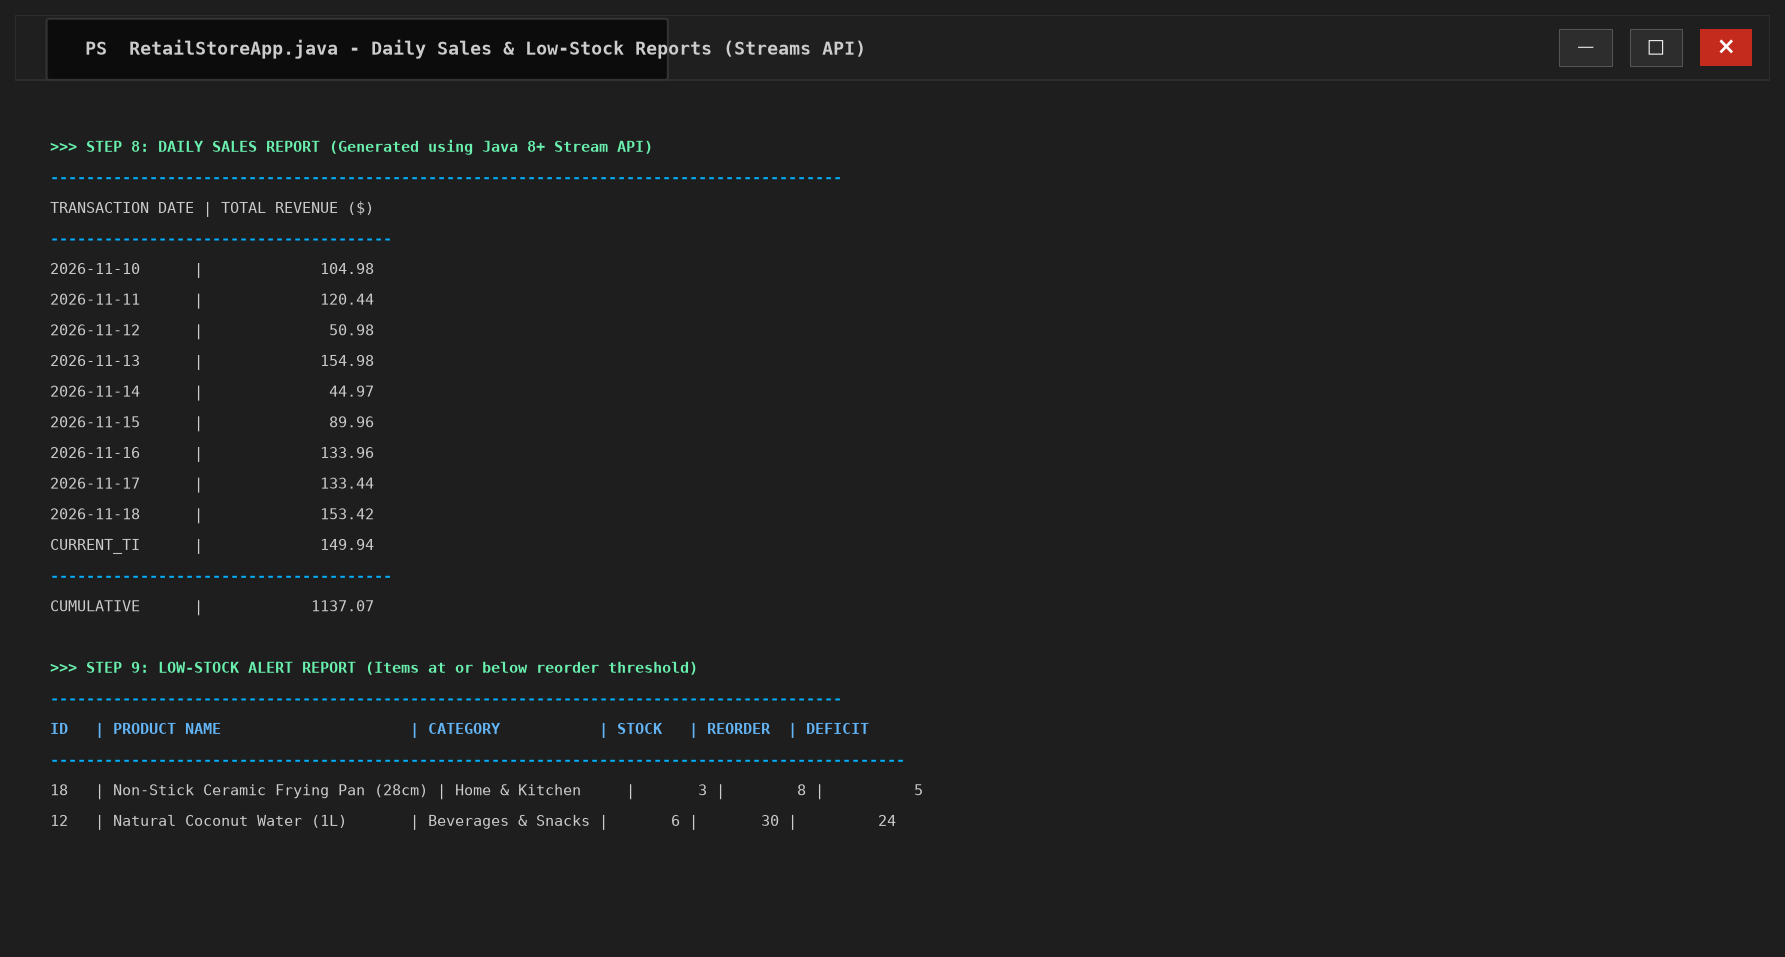 PS  RetailStoreApp.java - Daily Sales & Low-Stock Reports (Streams API)
>>> STEP 8: DAILY SALES REPORT (Generated using Java 8+ Stream API)
----------------------------------------------------------------------------------------
TRANSACTION DATE | TOTAL REVENUE ($)
--------------------------------------
2026-11-10      |             104.98
2026-11-11      |             120.44
2026-11-12      |              50.98
2026-11-13      |             154.98
2026-11-14      |              44.97
2026-11-15      |              89.96
2026-11-16      |             133.96
2026-11-17      |             133.44
2026-11-18      |             153.42
CURRENT_TI      |             149.94
--------------------------------------
CUMULATIVE      |            1137.07
>>> STEP 9: LOW-STOCK ALERT REPORT (Items at or below reorder threshold)
----------------------------------------------------------------------------------------
ID   | PRODUCT NAME                     | CATEGORY           | STOCK   | REORDER  | DEFICIT
-----------------------------------------------------------------------------------------------
18   | Non-Stick Ceramic Frying Pan (28cm) | Home & Kitchen     |       3 |        8 |          5
12   | Natural Coconut Water (1L)       | Beverages & Snacks |       6 |       30 |         24